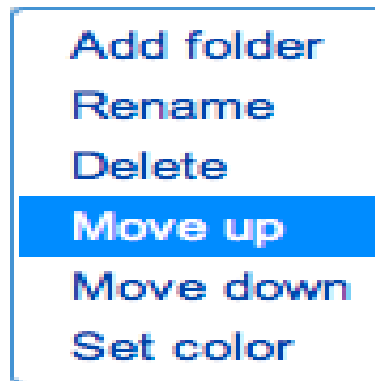 Add folder
Rename
Delete
Move up
Move down
Set color